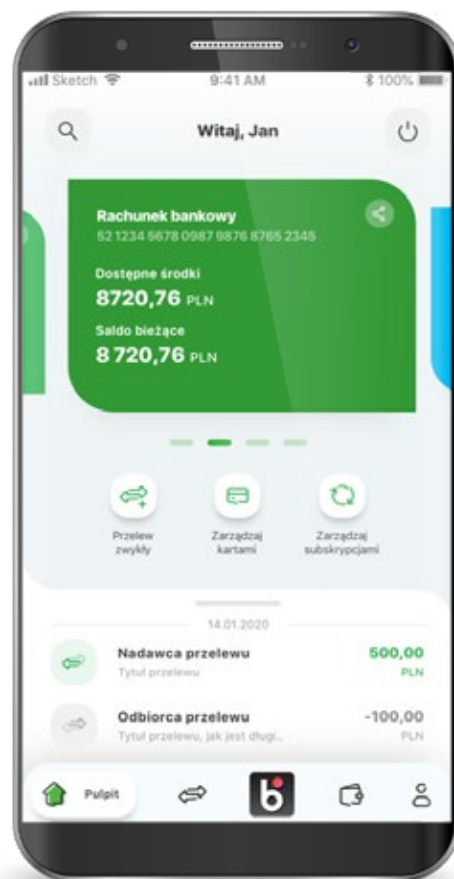 Sketch
9:41 AM
100%
Witaj, Jan
Rachunek bankowy
52 1234 5678 0987 9876 8765 2345
Dostępne środki
8720,76 PLN
Saldo bieżące
8 720,76 PLN
Przelew
zwykły
Zarządzaj
kartami
Zarządzaj
subskrypcjami
14.01.2020
Nadawca przelewu
500,00
Tytuł przelewu
PLN
Odbiorca przelewu
-100,00
Tytuł przelewu, jak jest długi...
PLN
Pulpit
b